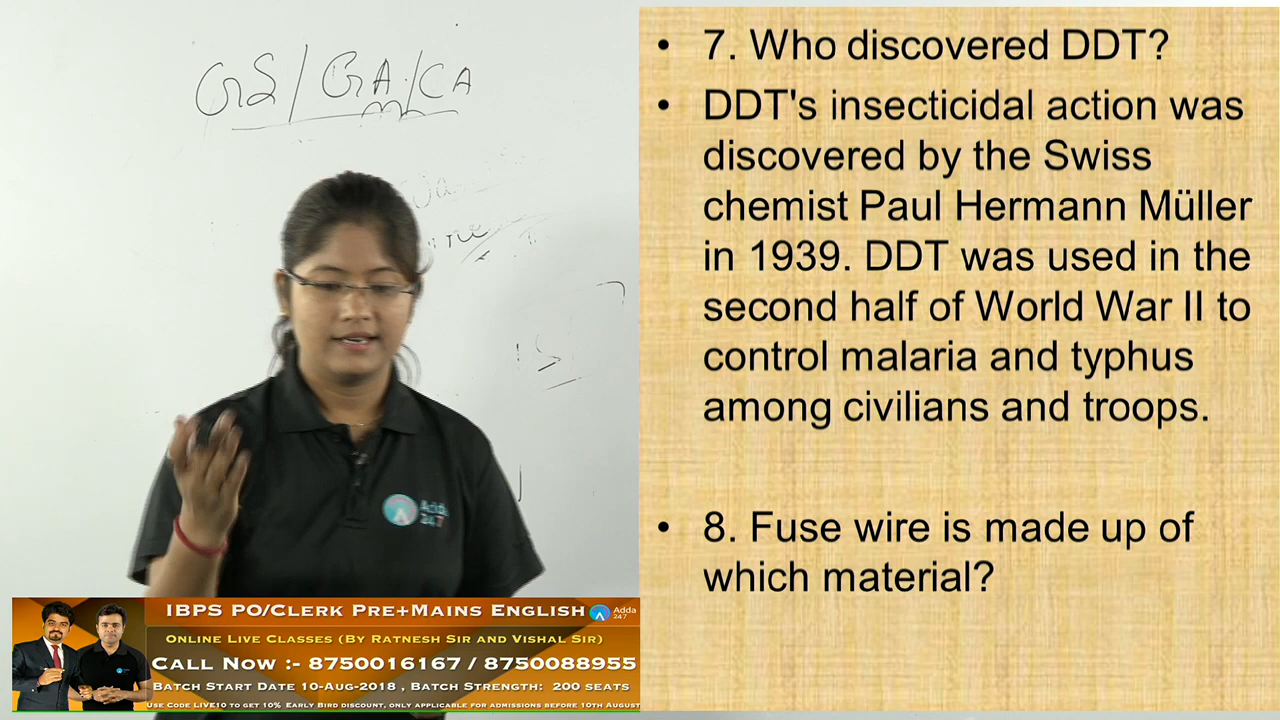 GS/GA/CA
Adda
247
IBPS PO/Clerk Pre+Mains English
Adda
247
Online Live Classes (By Ratnesh Sir and Vishal Sir)
Call Now :- 8750016167 / 8750088955
Batch Start Date 10-Aug-2018 , Batch Strength: 200 seats
Use Code LIVE10 to get 10% Early Bird discount, only applicable for admissions before 10th August
• 7. Who discovered DDT?
• DDT's insecticidal action was
discovered by the Swiss
chemist Paul Hermann Müller
in 1939. DDT was used in the
second half of World War II to
control malaria and typhus
among civilians and troops.
• 8. Fuse wire is made up of
which material?